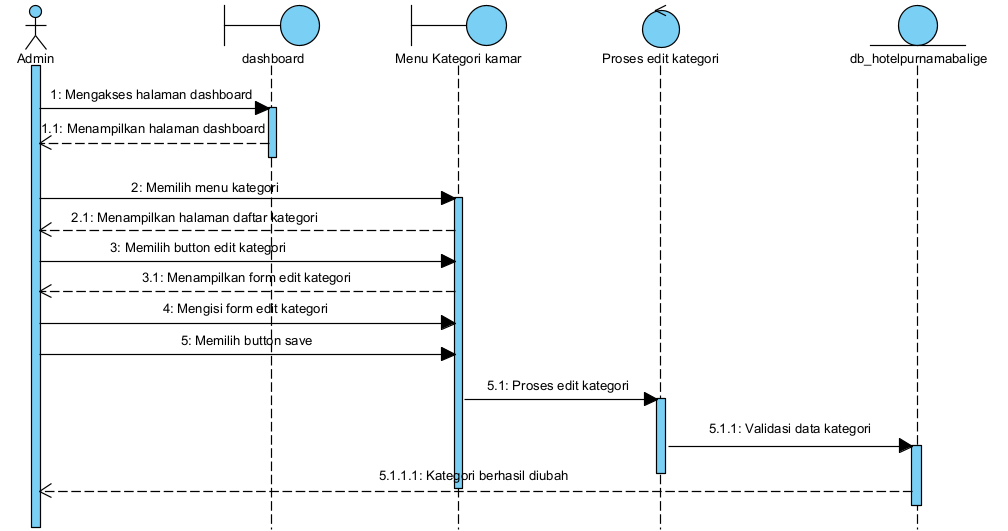 Admin
dashboard
Menu Kategori kamar
Proses edit kategori
db_hotelpurnamabalige
1: Mengakses halaman dashboard
1.1: Menampilkan halaman dashboard
2: Memilih menu kategori
2.1: Menampilkan halaman daftar kategori
3: Memilih button edit kategori
3.1: Menampilkan form edit kategori
4: Mengisi form edit kategori
5: Memilih button save
5.1: Proses edit kategori
5.1.1: Validasi data kategori
5.1.1.1: Kategori berhasil diubah